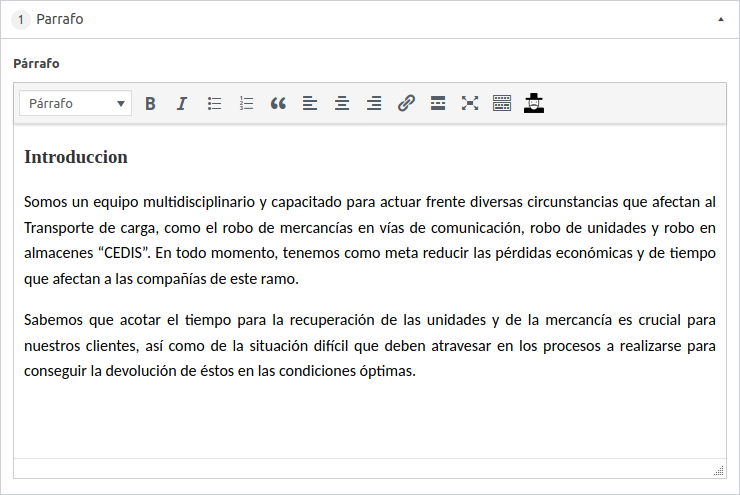 1 Parrafo
Párrafo
Párrafo
Introduccion
Somos un equipo multidisciplinario y capacitado para actuar frente diversas circunstancias que afectan al
Transporte de carga, como el robo de mercancías en vías de comunicación, robo de unidades y robo en
almacenes “CEDIS”. En todo momento, tenemos como meta reducir las pérdidas económicas y de tiempo
que afectan a las compañías de este ramo.
Sabemos que acotar el tiempo para la recuperación de las unidades y de la mercancía es crucial para
nuestros clientes, así como de la situación difícil que deben atravesar en los procesos a realizarse para
conseguir la devolución de éstos en las condiciones óptimas.